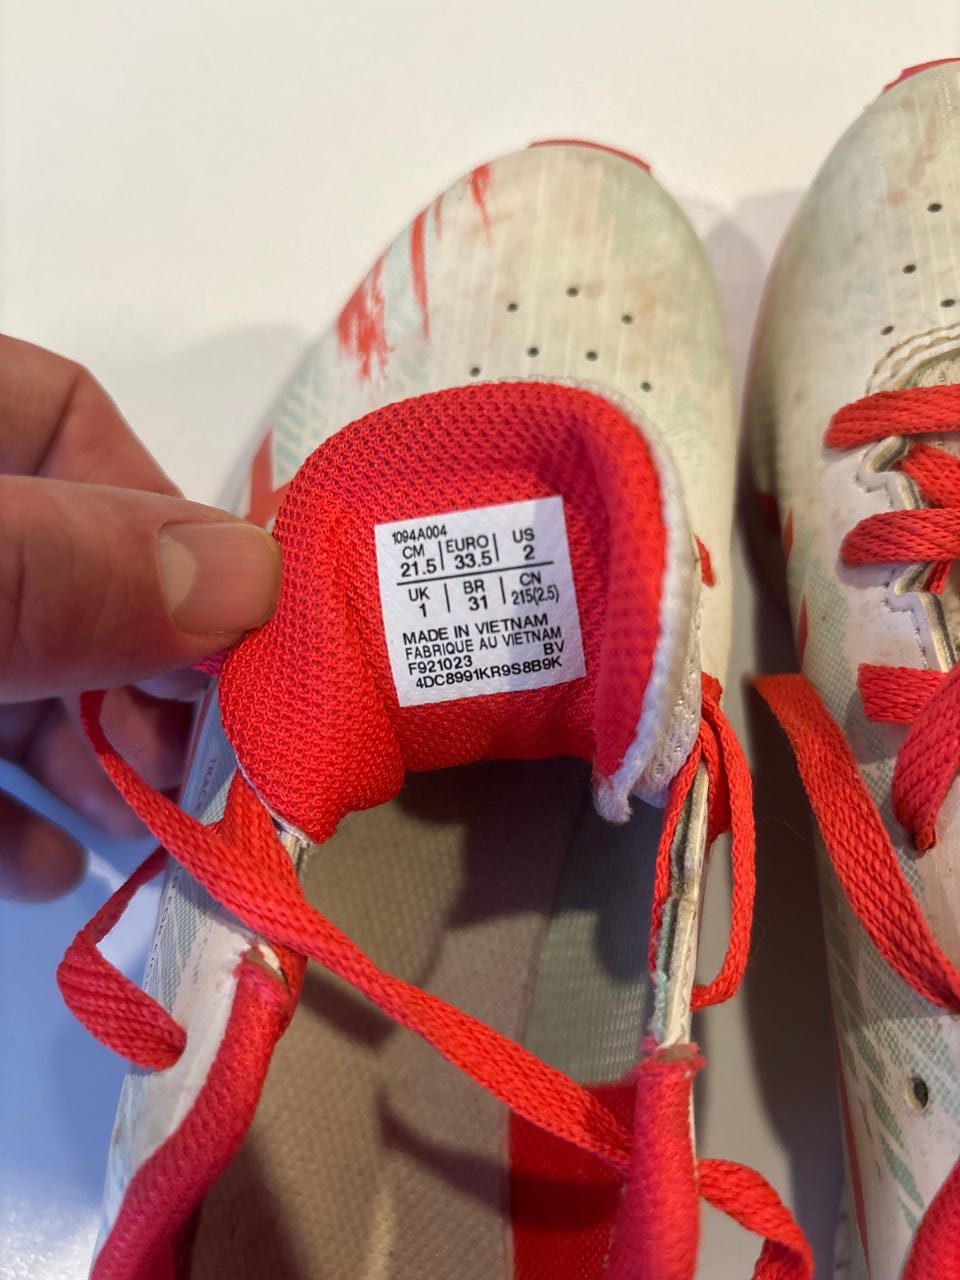 1094A004
CM EURO US
21.5 33.5 2
UK BR CN
1 31 215(2.5)
MADE IN VIETNAM
FABRIQUE AU VIETNAM
F921023 BV
4DC8991KR9S8B9K
TRACK